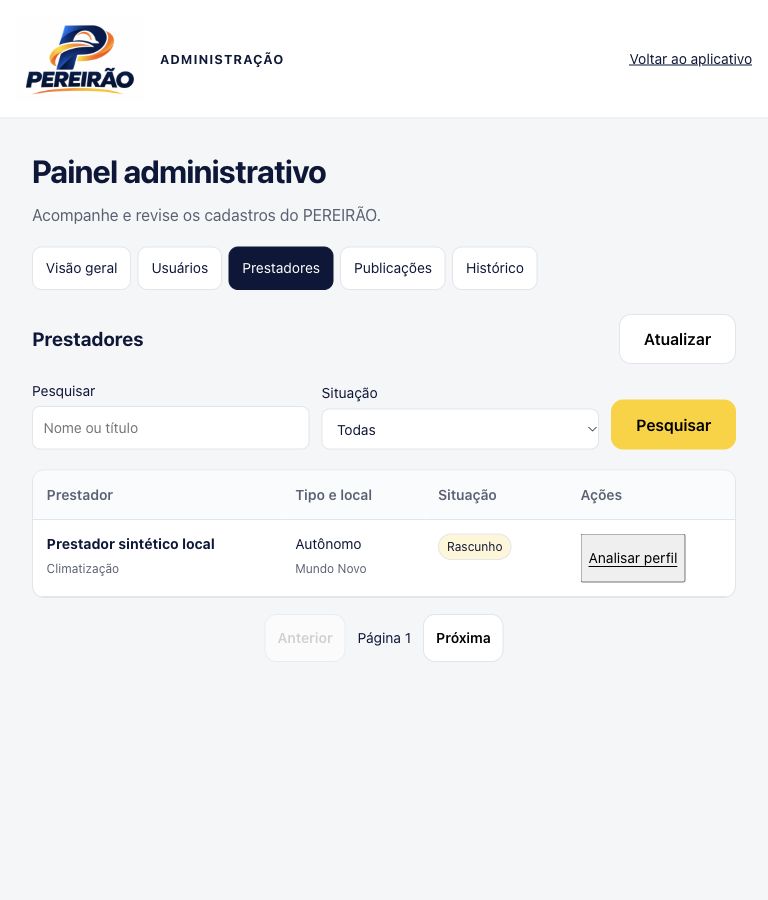 PEREIRÃO
ADMINISTRAÇÃO
Voltar ao aplicativo
Painel administrativo
Acompanhe e revise os cadastros do PEREIRÃO.
Visão geral
Usuários
Prestadores
Publicações
Histórico
Prestadores
Atualizar
Pesquisar
Situação
Nome ou título
Todas
Pesquisar
Prestador
Tipo e local
Situação
Ações
Prestador sintético local
Autônomo
Rascunho
Analisar perfil
Climatização
Mundo Novo
Anterior
Página 1
Próxima